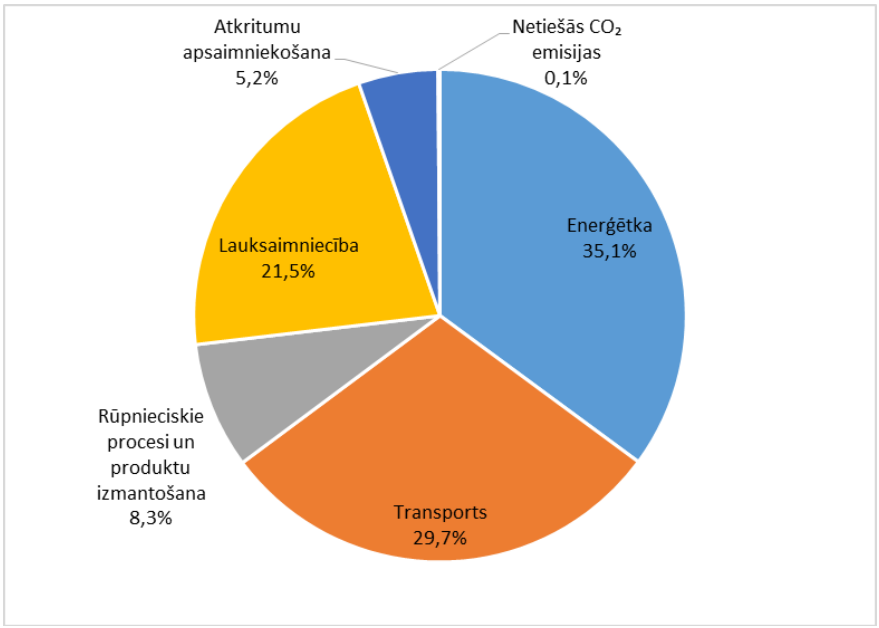 Atkritumu
apsaimniekošana
5,2%
Netiešās CO₂
emisijas
0,1%
Enerģētka
35,1%
Lauksaimniecība
21,5%
Rūpnieciskie
procesi un
produktu
izmantošana
8,3%
Transports
29,7%